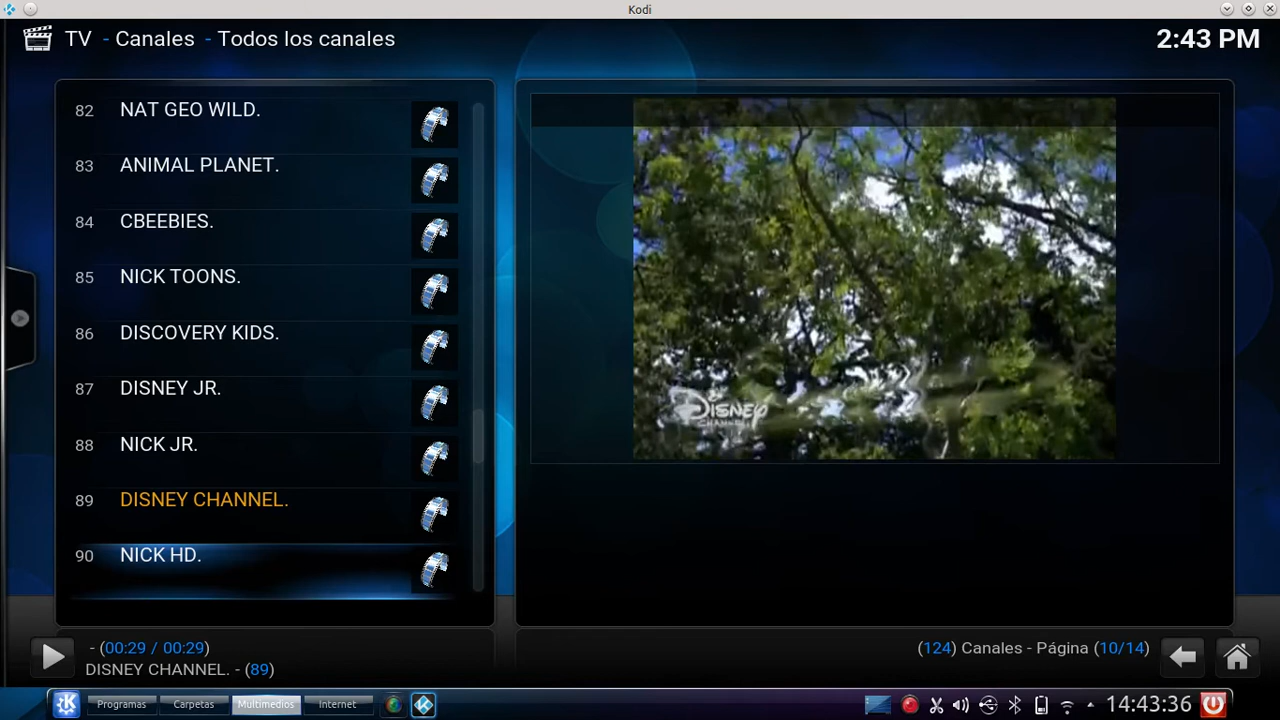 Kodi
TV - Canales - Todos los canales
2:43 PM
82 NAT GEO WILD.
83 ANIMAL PLANET.
84 CBEEBIES.
85 NICK TOONS.
86 DISCOVERY KIDS.
87 DISNEY JR.
88 NICK JR.
89 DISNEY CHANNEL.
90 NICK HD.
DISNEY
CHANNEL
- (00:29 / 00:29)
DISNEY CHANNEL. - (89)
(124) Canales - Página (10/14)
Programas Carpetas Multimedios Internet
14:43:36